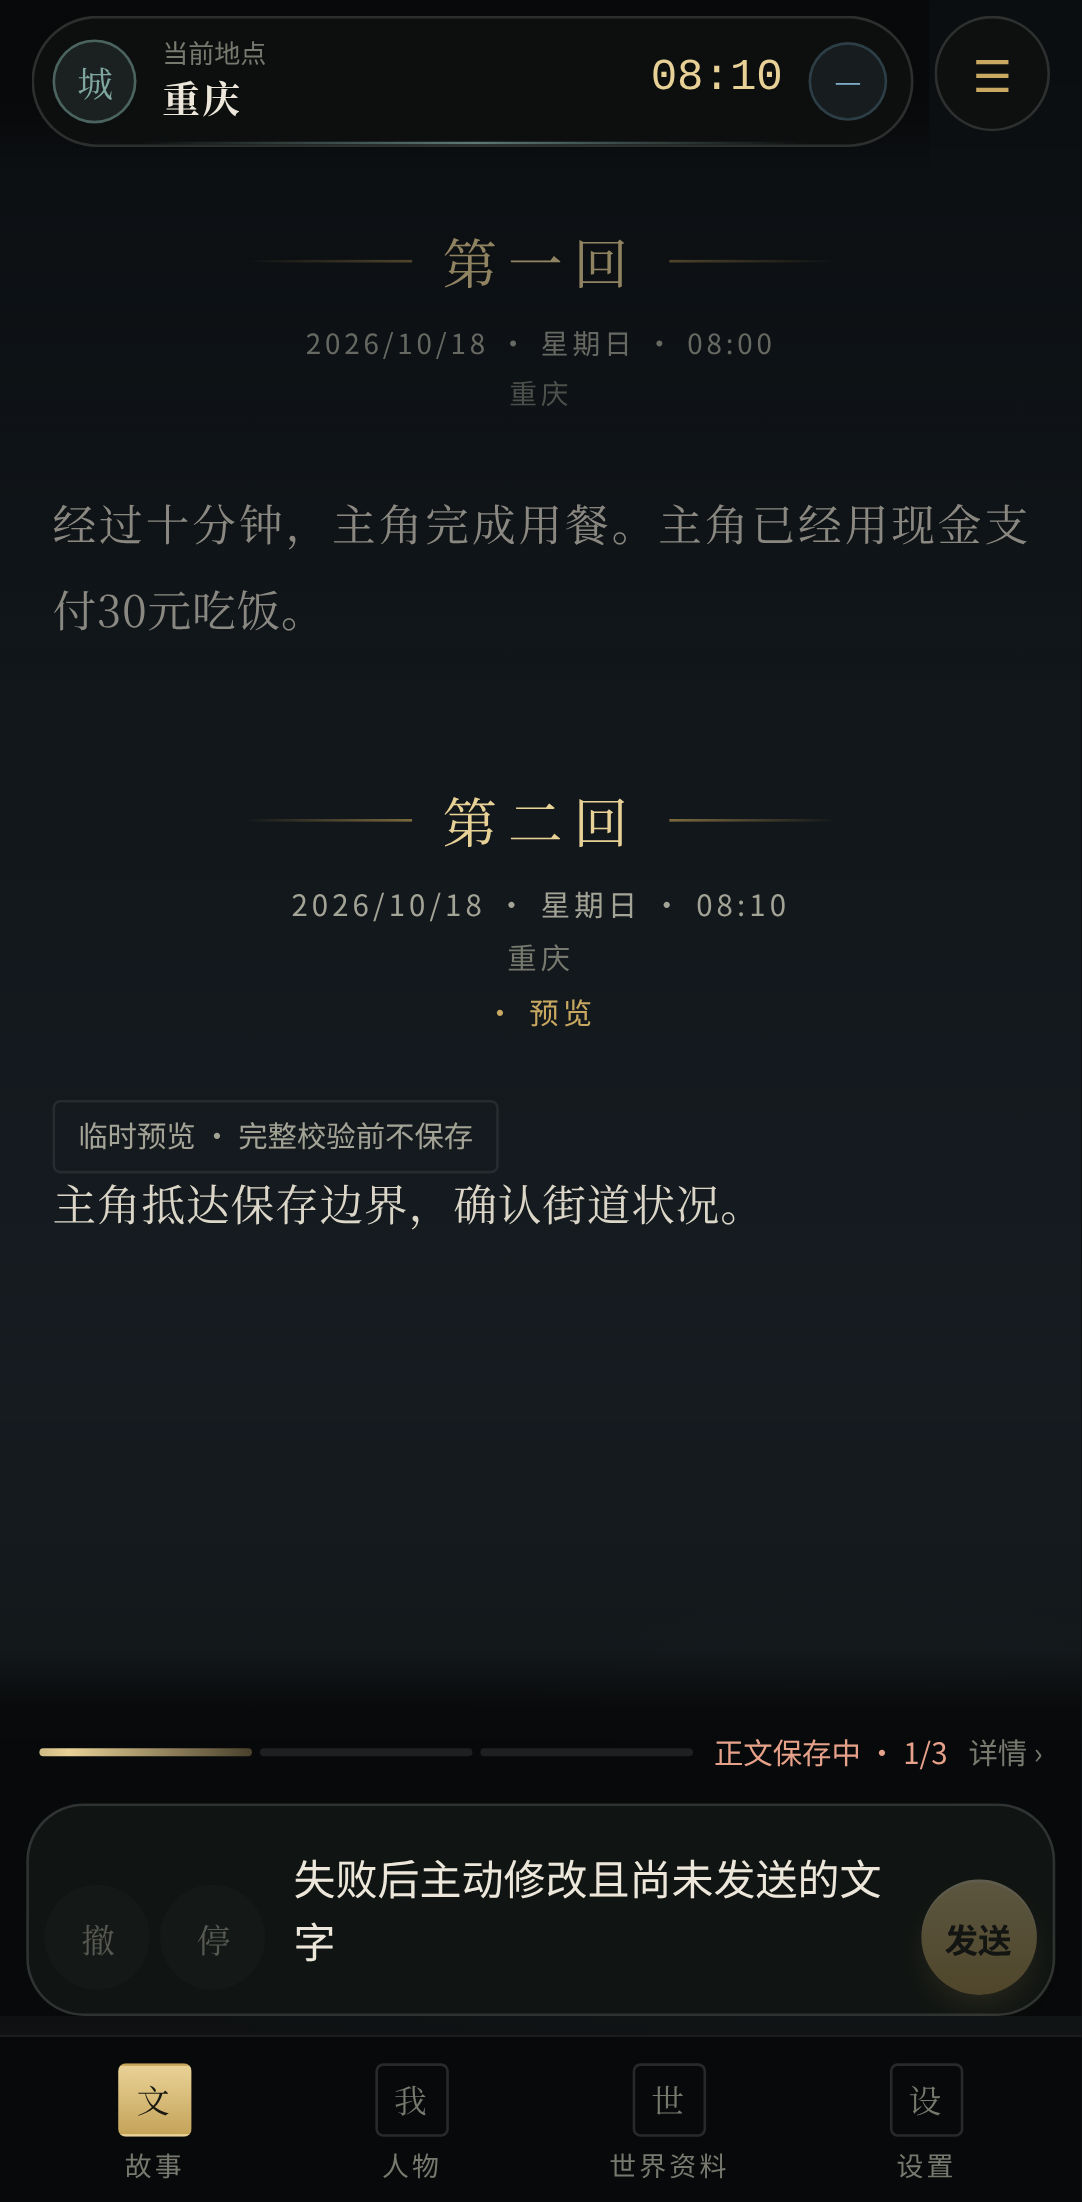 城
当前地点
重庆
08:10
—
☰
第一回
2026/10/18 · 星期日 · 08:00
重庆
经过十分钟，主角完成用餐。主角已经用现金支
付30元吃饭。
第二回
2026/10/18 · 星期日 · 08:10
重庆
· 预览
临时预览 · 完整校验前不保存
主角抵达保存边界，确认街道状况。
正文保存中 · 1/3 详情 ›
撤
停
失败后主动修改且尚未发送的文
字
发送
文
我
世
设
故事
人物
世界资料
设置